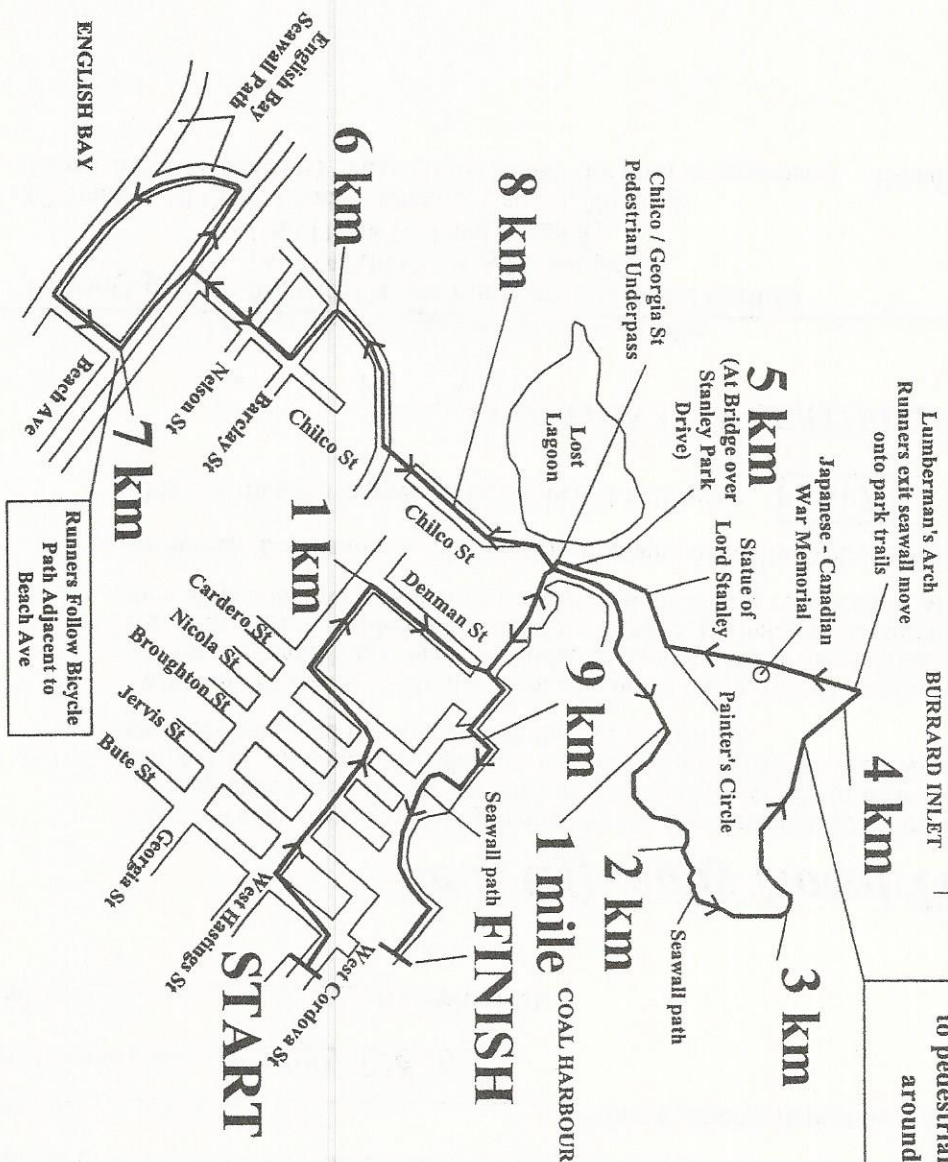 Lumberman's Arch
Runners exit seawall move
onto park trails
BURRARD INLET
4 km
to pedestrian
around
Japanese - Canadian
War Memorial
Statue of
Lord Stanley
Painter's Circle
3 km
5 km
(At Bridge over
Stanley Park
Drive)
Seawall path
2 km
Chilco / Georgia St
Pedestrian Underpass
Lost
Lagoon
1 mile
COAL HARBOUR
8 km
9 km
Seawall path
FINISH
Chilco St
Denman St
6 km
Chilco St
1 km
Cardero St
Nicola St
Broughton St
Jervis St
Bute St
Georgia St
West Hastings St
West Cordova St
START
English Bay
Seawall Path
ENGLISH BAY
Nelson St
Barclay St
Beach Ave
7 km
Runners Follow Bicycle
Path Adjacent to
Beach Ave